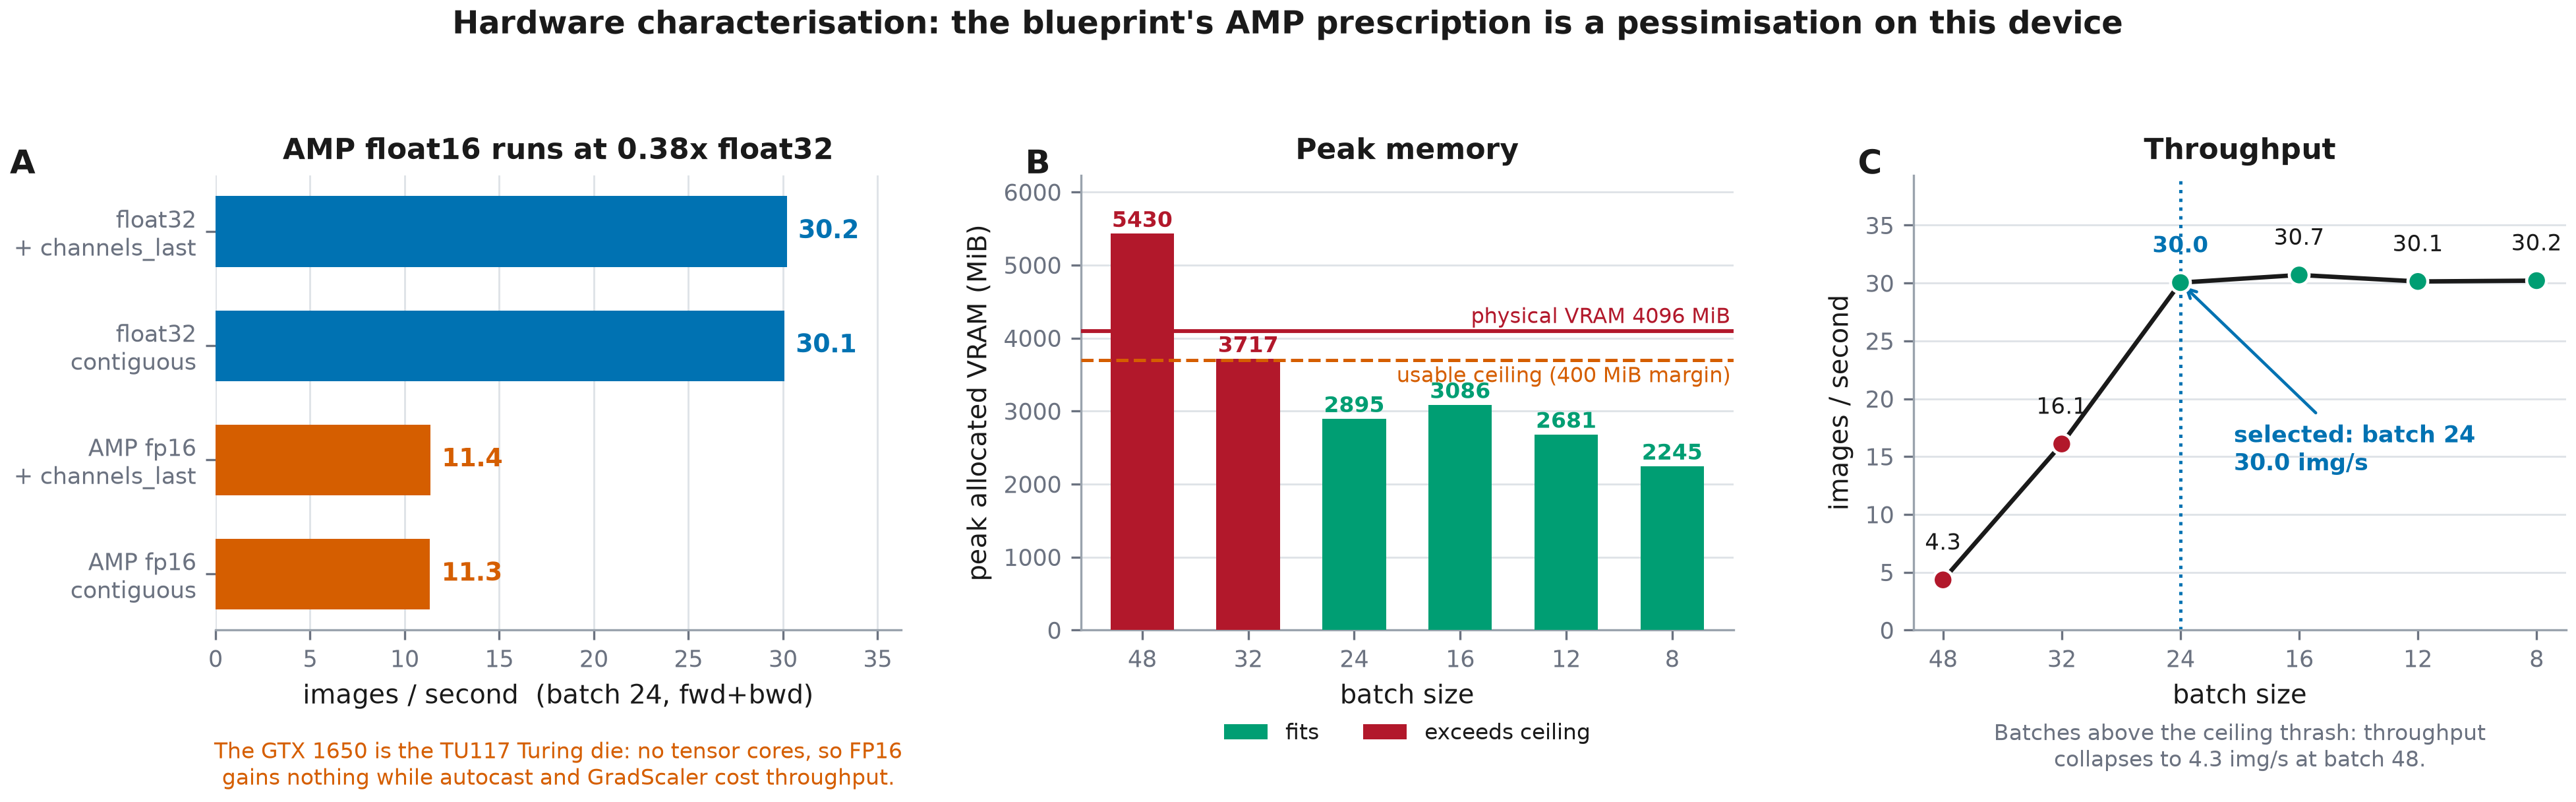 Hardware characterisation: the blueprint's AMP prescription is a pessimisation on this device
A
AMP float16 runs at 0.38x float32
float32
+ channels_last
30.2
float32
contiguous
30.1
AMP fp16
+ channels_last
11.4
AMP fp16
contiguous
11.3
0 5 10 15 20 25 30 35
images / second (batch 24, fwd+bwd)
The GTX 1650 is the TU117 Turing die: no tensor cores, so FP16
gains nothing while autocast and GradScaler cost throughput.
B
Peak memory
peak allocated VRAM (MiB)
6000
5000
4000
3000
2000
1000
0
5430
3717
2895
3086
2681
2245
physical VRAM 4096 MiB
usable ceiling (400 MiB margin)
48 32 24 16 12 8
batch size
fits
exceeds ceiling
C
Throughput
images / second
35
30
25
20
15
10
5
0
4.3
16.1
30.0
30.7
30.1
30.2
selected: batch 24
30.0 img/s
48 32 24 16 12 8
batch size
Batches above the ceiling thrash: throughput
collapses to 4.3 img/s at batch 48.